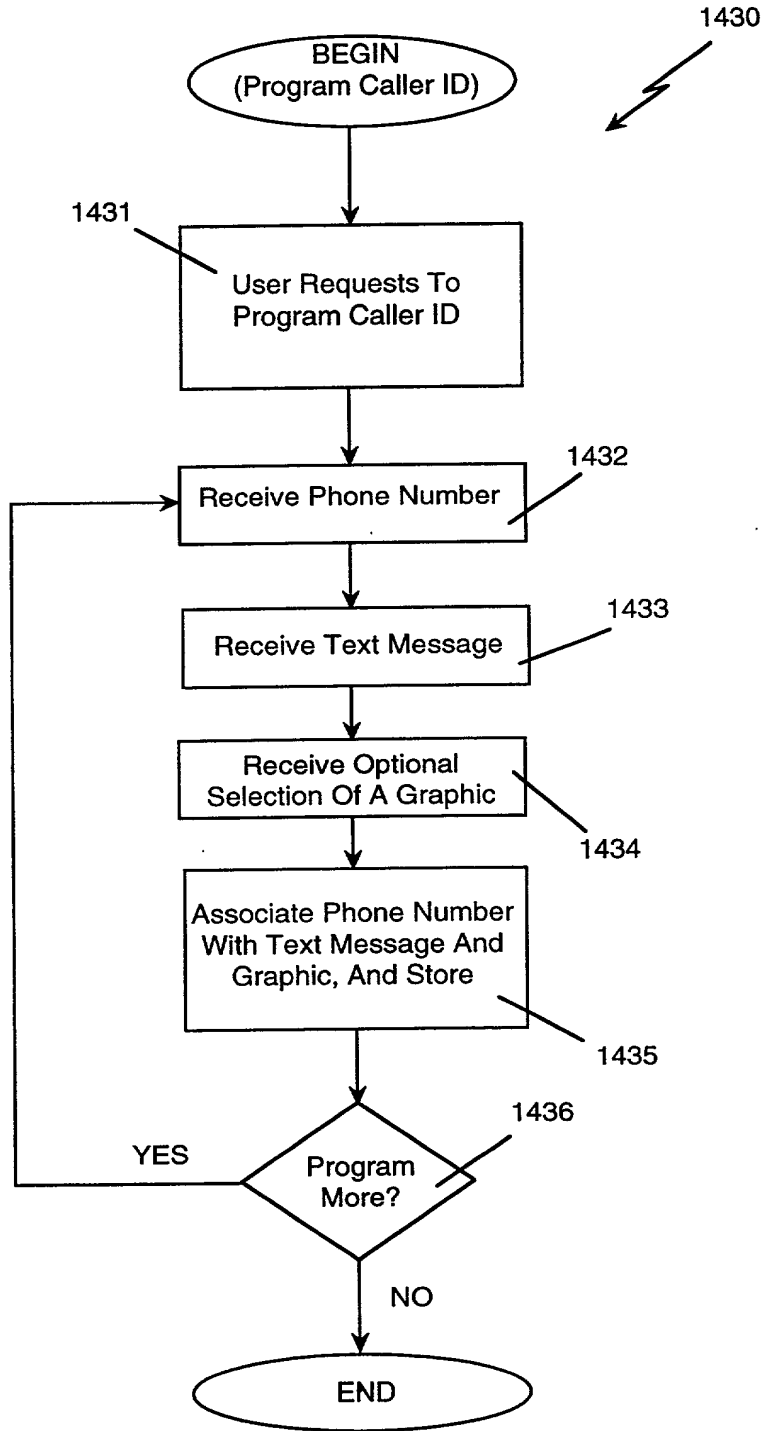 1430
BEGIN
(Program Caller ID)
1431
User Requests To
Program Caller ID
1432
Receive Phone Number
1433
Receive Text Message
Receive Optional
Selection Of A Graphic
1434
Associate Phone Number
With Text Message And
Graphic, And Store
1435
1436
YES
Program
More?
NO
END